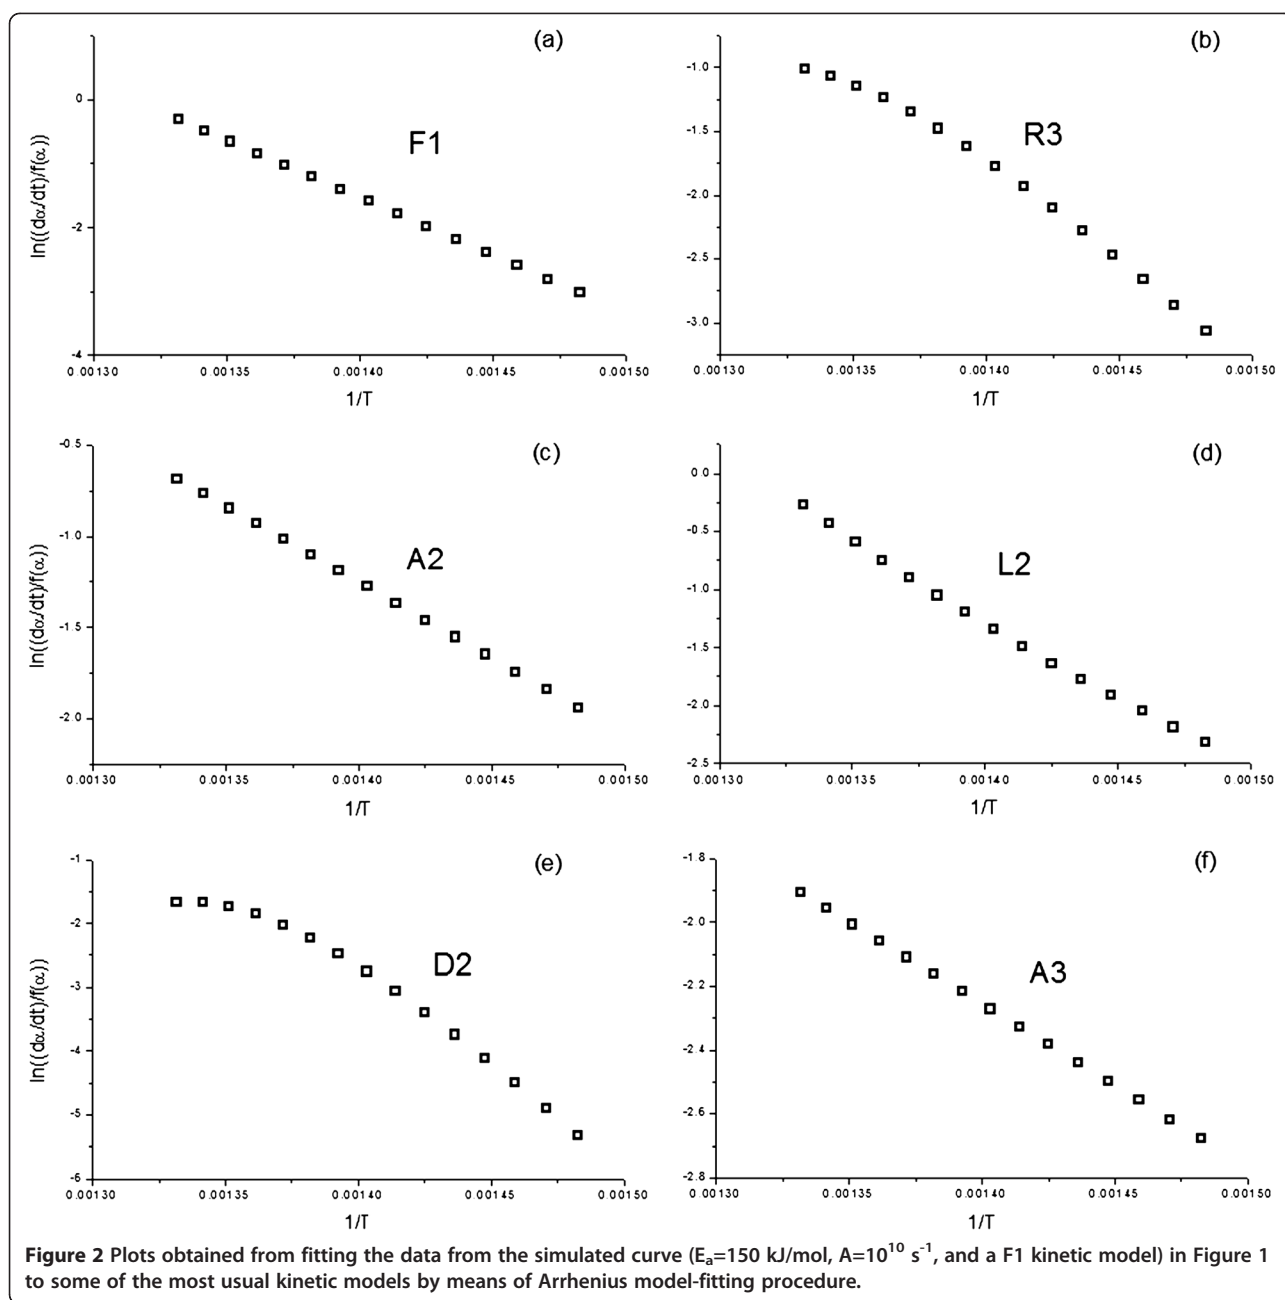 (a)
F1
0
-2
-4
ln((dα/dt)/f(α))
0.00130 0.00135 0.00140 0.00145 0.00150
1/T
(b)
R3
-1.0
-1.5
-2.0
-2.5
-3.0
0.00130 0.00135 0.00140 0.00145 0.00150
1/T
(c)
A2
-0.5
-1.0
-1.5
-2.0
ln((dα/dt)/f(α))
0.00130 0.00135 0.00140 0.00145 0.00150
1/T
(d)
L2
0.0
-0.5
-1.0
-1.5
-2.0
-2.5
0.00130 0.00135 0.00140 0.00145 0.00150
1/T
(e)
D2
-1
-2
-3
-4
-5
-6
ln((dα/dt)/f(α))
0.00130 0.00135 0.00140 0.00145 0.00150
1/T
(f)
A3
-1.8
-2.0
-2.2
-2.4
-2.6
-2.8
0.00130 0.00135 0.00140 0.00145 0.00150
1/T
Figure 2 Plots obtained from fitting the data from the simulated curve (Eₐ=150 kJ/mol, A=10¹⁰ s⁻¹, and a F1 kinetic model) in Figure 1
to some of the most usual kinetic models by means of Arrhenius model-fitting procedure.